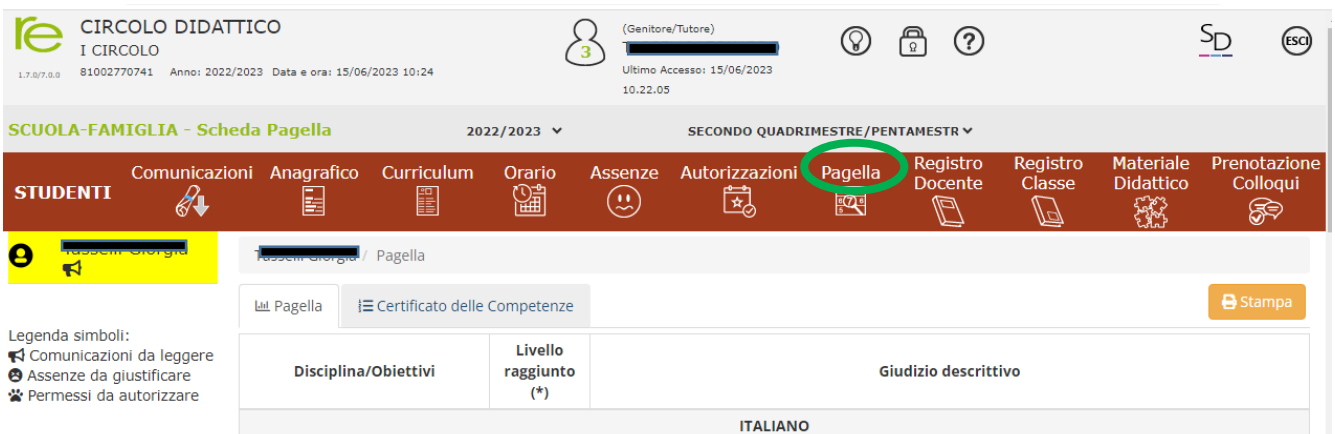 re
CIRCOLO DIDATTICO
I CIRCOLO
1.7.0/7.0.0 81002770741 Anno: 2022/2023 Data e ora: 15/06/2023 10:24
3
(Genitore/Tutore)
Ultimo Accesso: 15/06/2023
10.22.05
?
SD
ESCI
SCUOLA-FAMIGLIA - Scheda Pagella 2022/2023 SECONDO QUADRIMESTRE/PENTAMESTR
STUDENTI
Comunicazioni
Anagrafico
Curriculum
Orario
Assenze
Autorizzazioni
Pagella
Registro
Docente
Registro
Classe
Materiale
Didattico
Prenotazione
Colloqui
/ Pagella
Pagella
Certificato delle Competenze
Stampa
Legenda simboli:
Comunicazioni da leggere
Assenze da giustificare
Permessi da autorizzare
Disciplina/Obiettivi
Livello
raggiunto
(*)
Giudizio descrittivo
ITALIANO